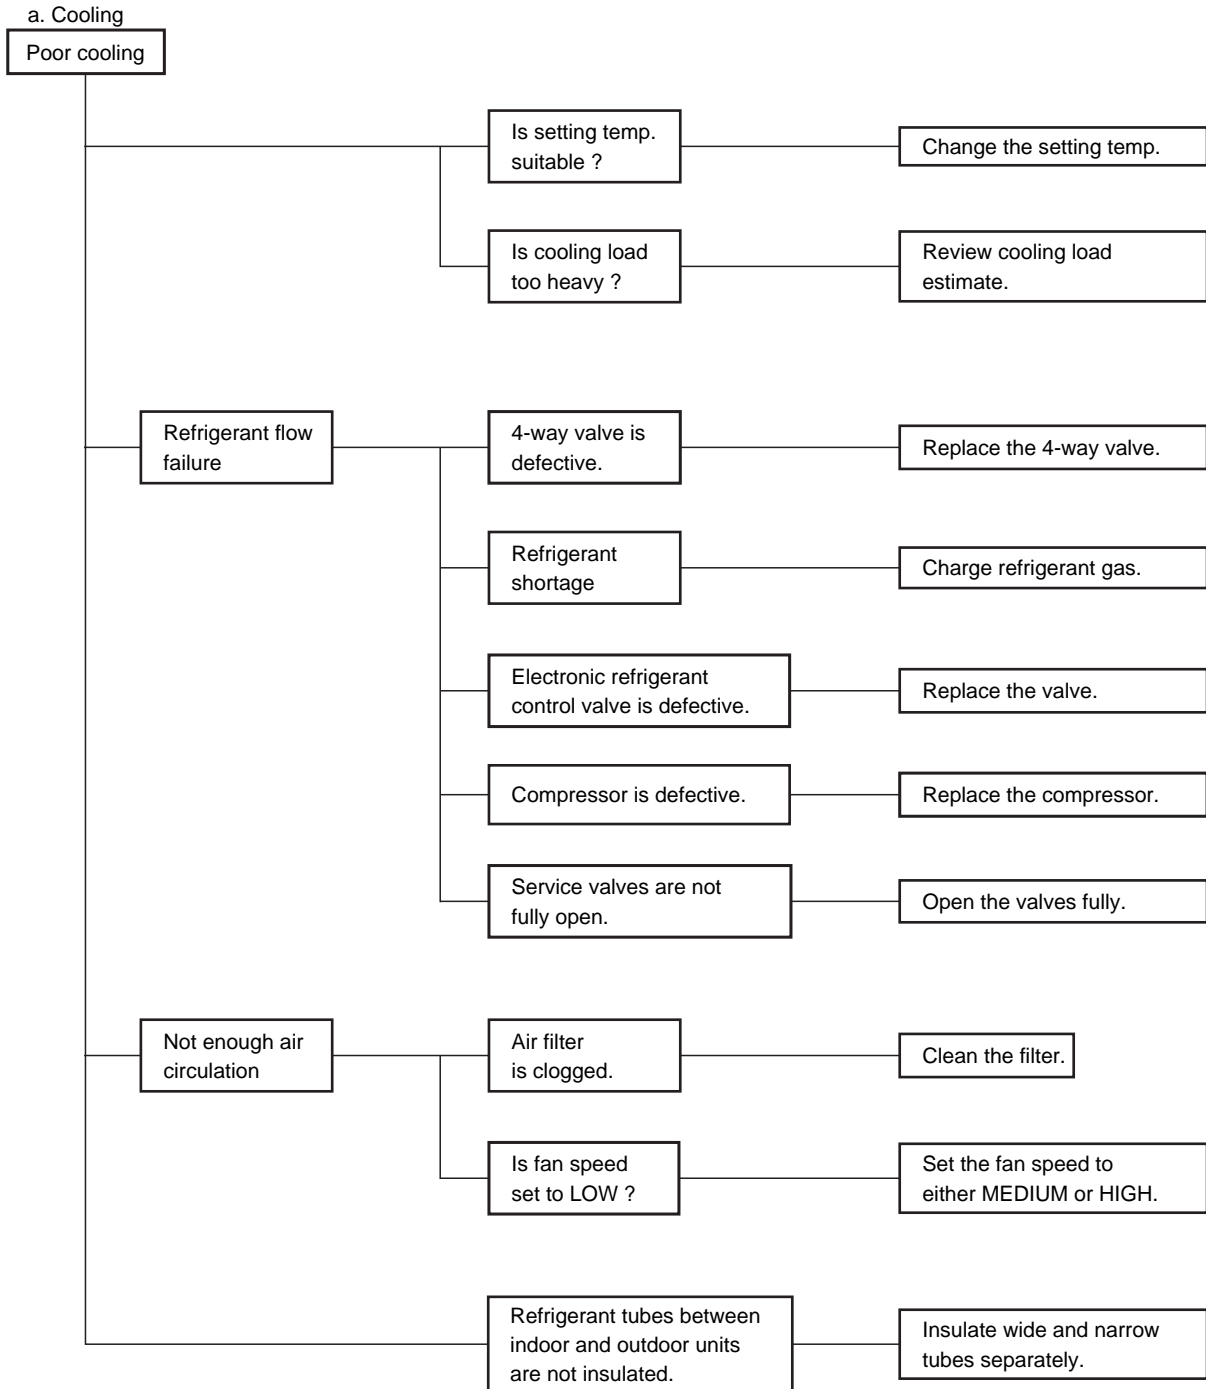 a. Cooling
Poor cooling
Is setting temp.
suitable ?
Change the setting temp.
Is cooling load
too heavy ?
Review cooling load
estimate.
Refrigerant flow
failure
4-way valve is
defective.
Replace the 4-way valve.
Refrigerant
shortage
Charge refrigerant gas.
Electronic refrigerant
control valve is defective.
Replace the valve.
Compressor is defective.
Replace the compressor.
Service valves are not
fully open.
Open the valves fully.
Not enough air
circulation
Air filter
is clogged.
Clean the filter.
Is fan speed
set to LOW ?
Set the fan speed to
either MEDIUM or HIGH.
Refrigerant tubes between
indoor and outdoor units
are not insulated.
Insulate wide and narrow
tubes separately.